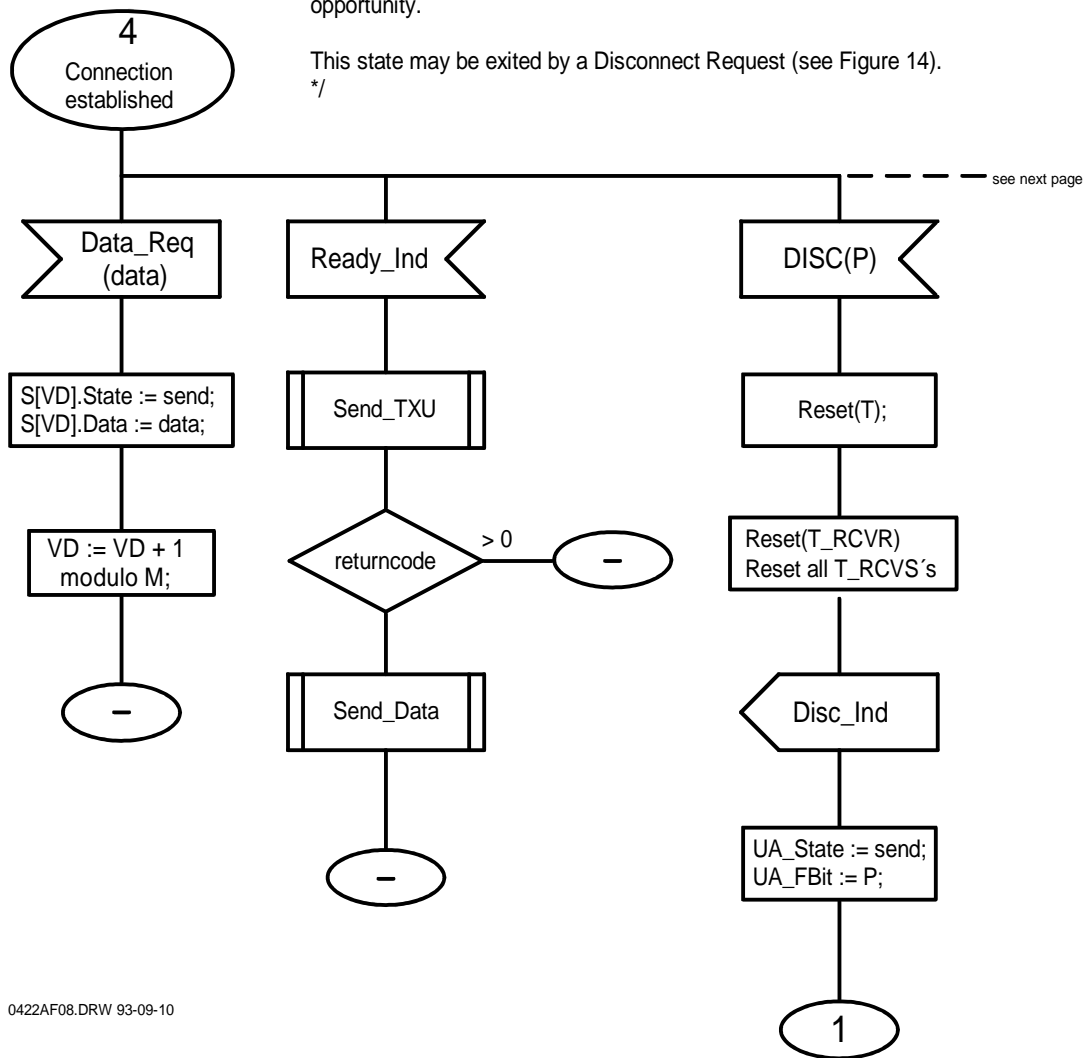 opportunity.
This state may be exited by a Disconnect Request (see Figure 14).
*/
4
Connection
established
see next page
Data_Req
(data)
Ready_Ind
DISC(P)
S[VD].State := send;
S[VD].Data := data;
Send_TXU
Reset(T);
VD := VD + 1
modulo M;
returncode
> 0
–
Reset(T_RCVR)
Reset all T_RCVS´s
–
Send_Data
Disc_Ind
–
UA_State := send;
UA_FBit := P;
0422AF08.DRW 93-09-10
1